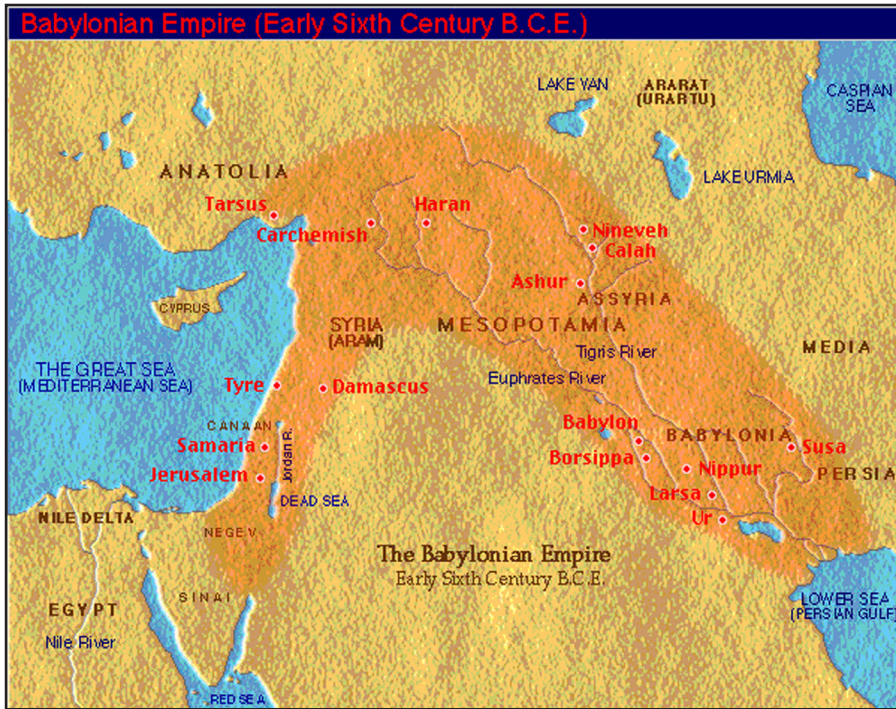 Babylonian Empire (Early Sixth Century B.C.E.)
LAKE VAN
ARARAT
(URARTU)
CASPIAN
SEA
ANATOLIA
LAKE URMIA
Tarsus
Haran
Carchemish
Nineveh
Calah
Ashur
ASSYRIA
CYPRUS
SYRIA
(ARAM)
MESOPOTAMIA
MEDIA
Tigris River
THE GREAT SEA
(MEDITERRANEAN SEA)
Euphrates River
Tyre
Damascus
CANAAN
Babylon
BABYLONIA
Samaria
Jordan R.
Susa
Borsippa
Jerusalem
Nippur
PERSIA
Larsa
DEAD SEA
NILE DELTA
Ur
NEGEV
The Babylonian Empire
Early Sixth Century B.C.E.
SINAI
EGYPT
LOWER SEA
(PERSIAN GULF)
Nile River
RED SEA